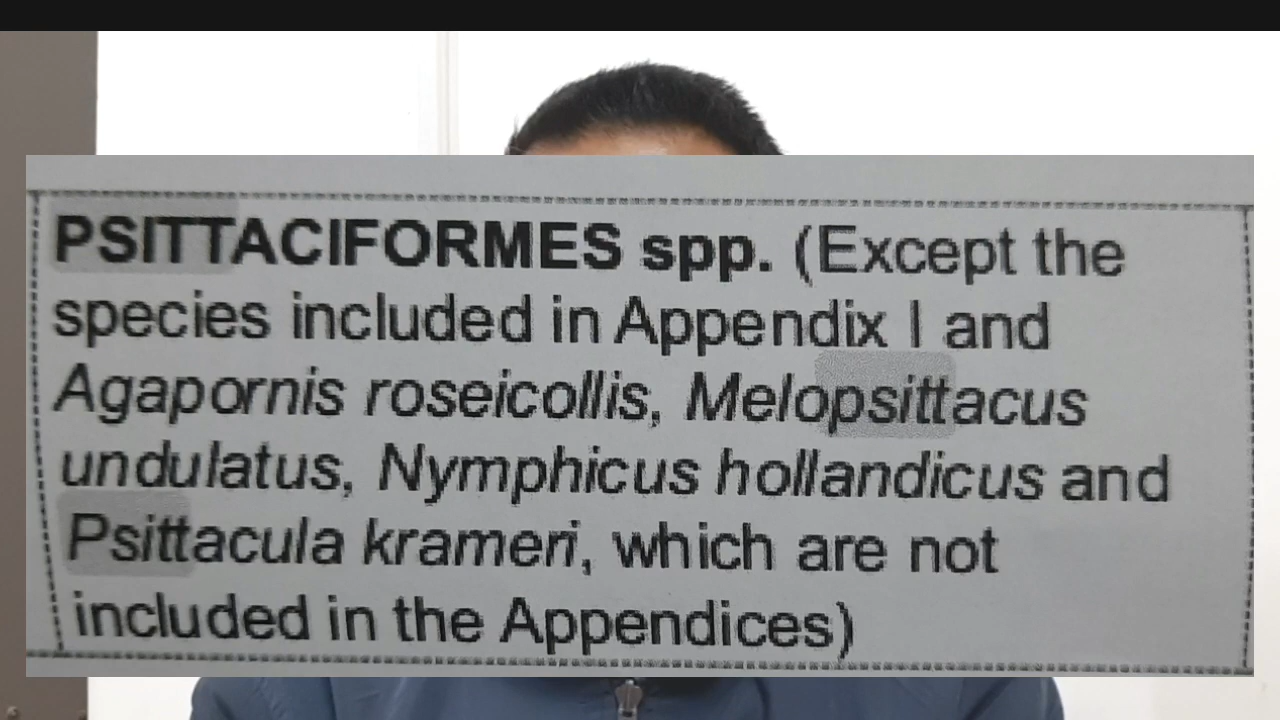 PSITTACIFORMES spp. (Except the
species included in Appendix I and
Agapornis roseicollis, Melopsittacus
undulatus, Nymphicus hollandicus and
Psittacula krameri, which are not
included in the Appendices)